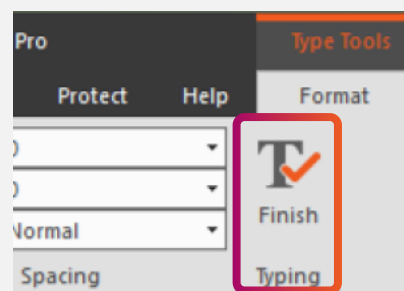 Pro Type Tools
Protect Help Format
Normal
Finish
Spacing Typing